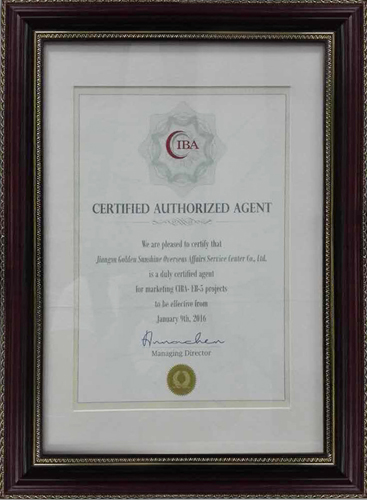 CIBA
CERTIFIED AUTHORIZED AGENT
We are pleased to certify that
Jiangsu Golden Sunshine Overseas Affairs Service Center Co., Ltd.
is a duly certified agent
for marketing CIBA- EB-5 projects
to be effective from
January 9th, 2016
Managing Director